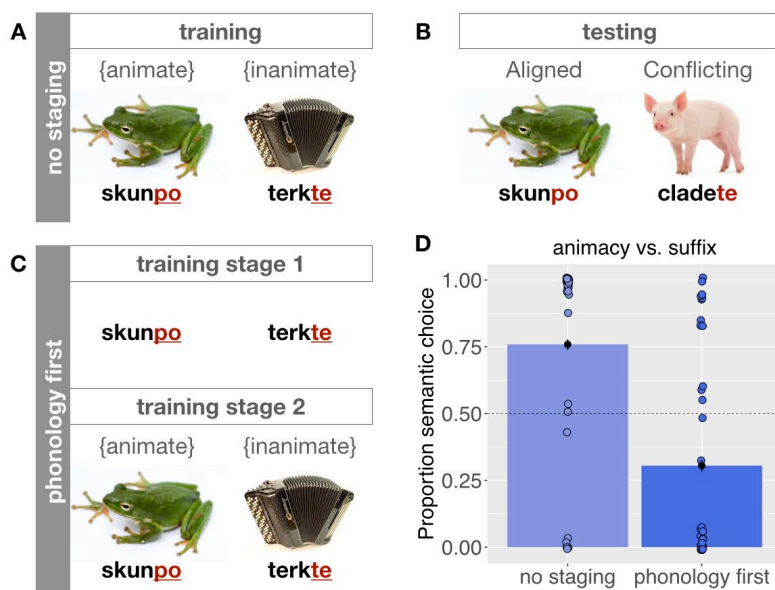 A
no staging
training
{animate} {inanimate}
skunpo terkte
B
testing
Aligned Conflicting
skunpo cladete
C
phonology first
training stage 1
skunpo terkte
training stage 2
{animate} {inanimate}
skunpo terkte
D
animacy vs. suffix
Proportion semantic choice
1.00
0.75
0.50
0.25
0.00
no staging phonology first